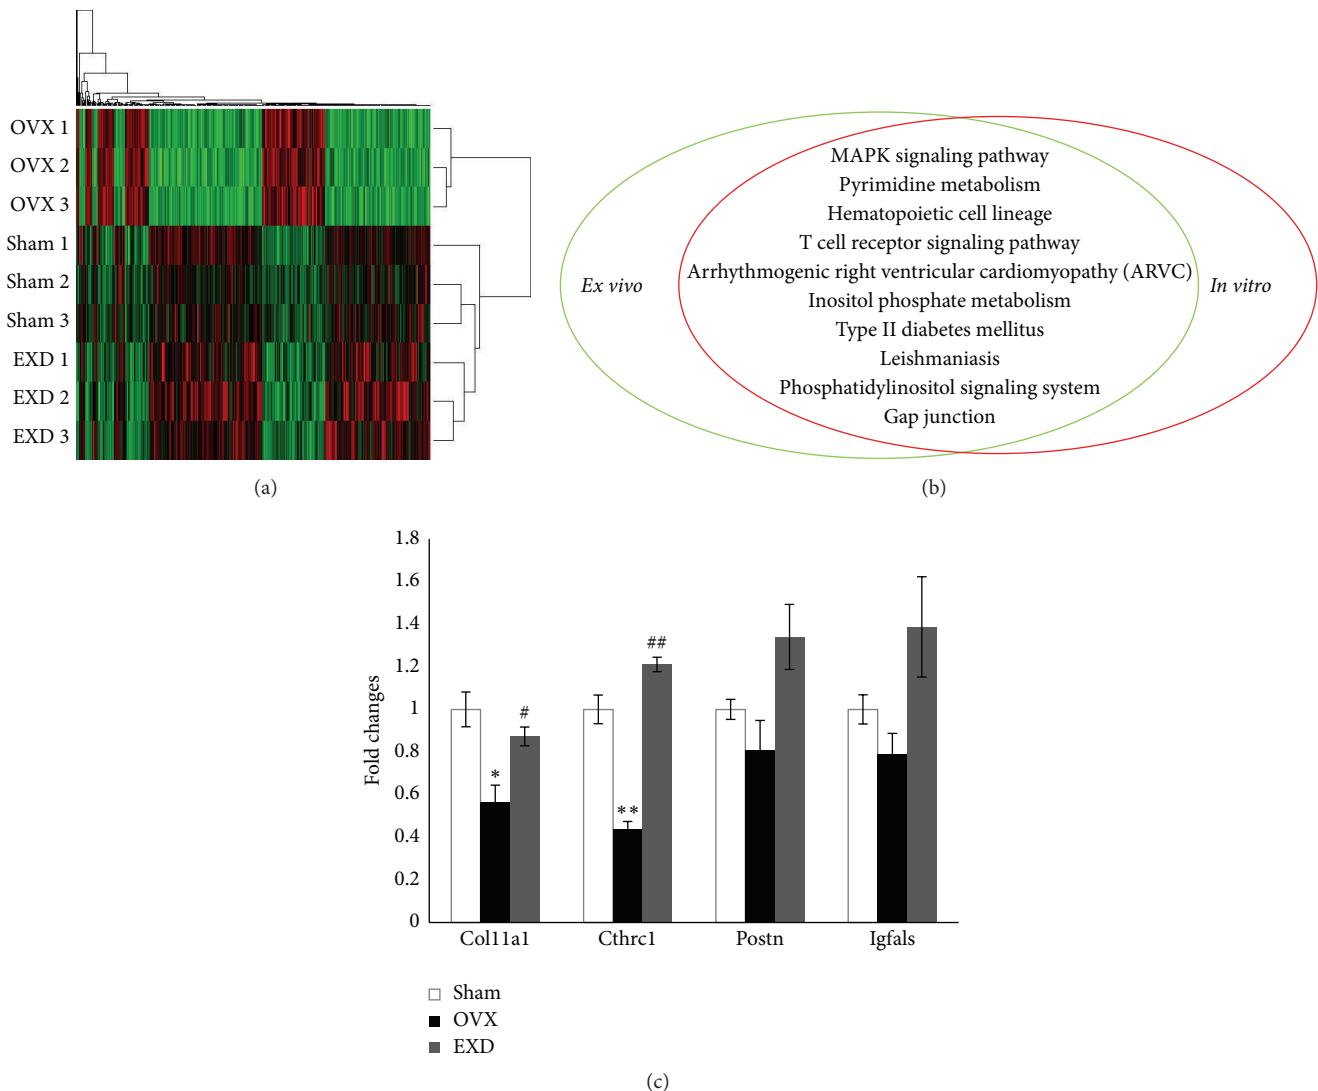 OVX 1
OVX 2
OVX 3
Sham 1
Sham 2
Sham 3
EXD 1
EXD 2
EXD 3
(a)
MAPK signaling pathway
Pyrimidine metabolism
Hematopoietic cell lineage
T cell receptor signaling pathway
Arrhythmogenic right ventricular cardiomyopathy (ARVC)
Ex vivo
In vitro
Inositol phosphate metabolism
Type II diabetes mellitus
Leishmaniasis
Phosphatidylinositol signaling system
Gap junction
(b)
Fold changes
1.8
1.6
1.4
1.2
1
0.8
0.6
0.4
0.2
0
*
#
**
##
Col11a1
Cthrc1
Postn
Igfals
Sham
OVX
EXD
(c)